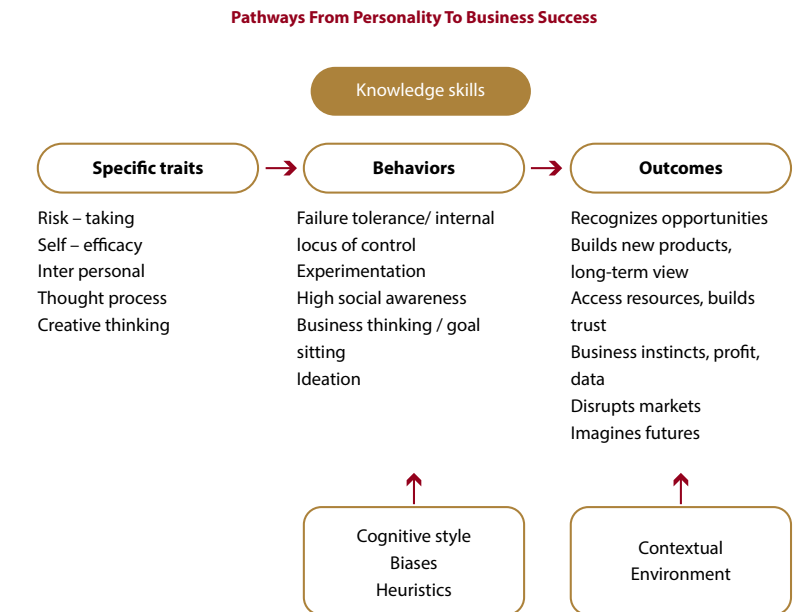 Pathways From Personality To Business Success
Knowledge skills
Specific traits
Risk – taking
Self – efficacy
Inter personal
Thought process
Creative thinking
Behaviors
Failure tolerance/ internal
locus of control
Experimentation
High social awareness
Business thinking / goal
sitting
Ideation
Outcomes
Recognizes opportunities
Builds new products,
long-term view
Access resources, builds
trust
Business instincts, profit,
data
Disrupts markets
Imagines futures
Cognitive style
Biases
Heuristics
Contextual
Environment